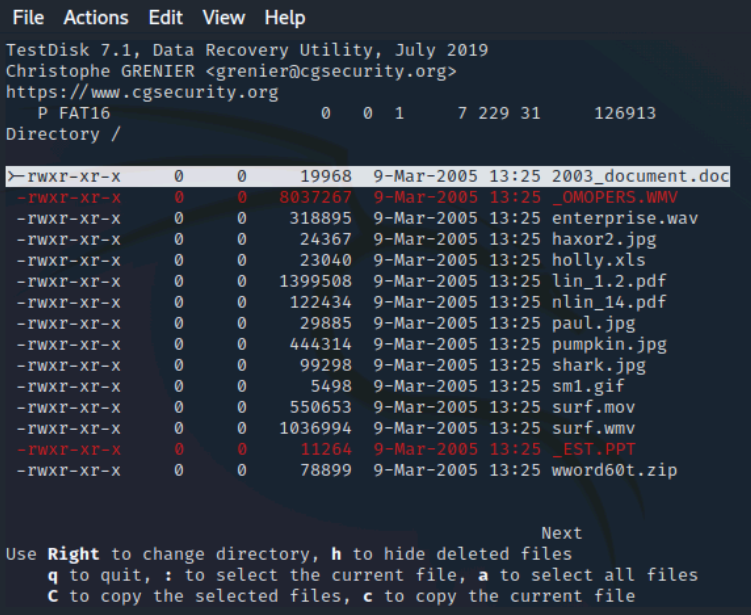 File Actions Edit View Help
TestDisk 7.1, Data Recovery Utility, July 2019
Christophe GRENIER <grenier@cgsecurity.org>
https://www.cgsecurity.org
P FAT16 0 0 1 7 229 31 126913
Directory /
>-rwxr-xr-x 0 0 19968 9-Mar-2005 13:25 2003_document.doc
-rwxr-xr-x 0 0 8037267 9-Mar-2005 13:25 _OMOPERS.WMV
-rwxr-xr-x 0 0 318895 9-Mar-2005 13:25 enterprise.wav
-rwxr-xr-x 0 0 24367 9-Mar-2005 13:25 haxor2.jpg
-rwxr-xr-x 0 0 23040 9-Mar-2005 13:25 holly.xls
-rwxr-xr-x 0 0 1399508 9-Mar-2005 13:25 lin_1.2.pdf
-rwxr-xr-x 0 0 122434 9-Mar-2005 13:25 nlin_14.pdf
-rwxr-xr-x 0 0 29885 9-Mar-2005 13:25 paul.jpg
-rwxr-xr-x 0 0 444314 9-Mar-2005 13:25 pumpkin.jpg
-rwxr-xr-x 0 0 99298 9-Mar-2005 13:25 shark.jpg
-rwxr-xr-x 0 0 5498 9-Mar-2005 13:25 sm1.gif
-rwxr-xr-x 0 0 550653 9-Mar-2005 13:25 surf.mov
-rwxr-xr-x 0 0 1036994 9-Mar-2005 13:25 surf.wmv
-rwxr-xr-x 0 0 11264 9-Mar-2005 13:25 _EST.PPT
-rwxr-xr-x 0 0 78899 9-Mar-2005 13:25 wword60t.zip
Next
Use Right to change directory, h to hide deleted files
q to quit, : to select the current file, a to select all files
C to copy the selected files, c to copy the current file